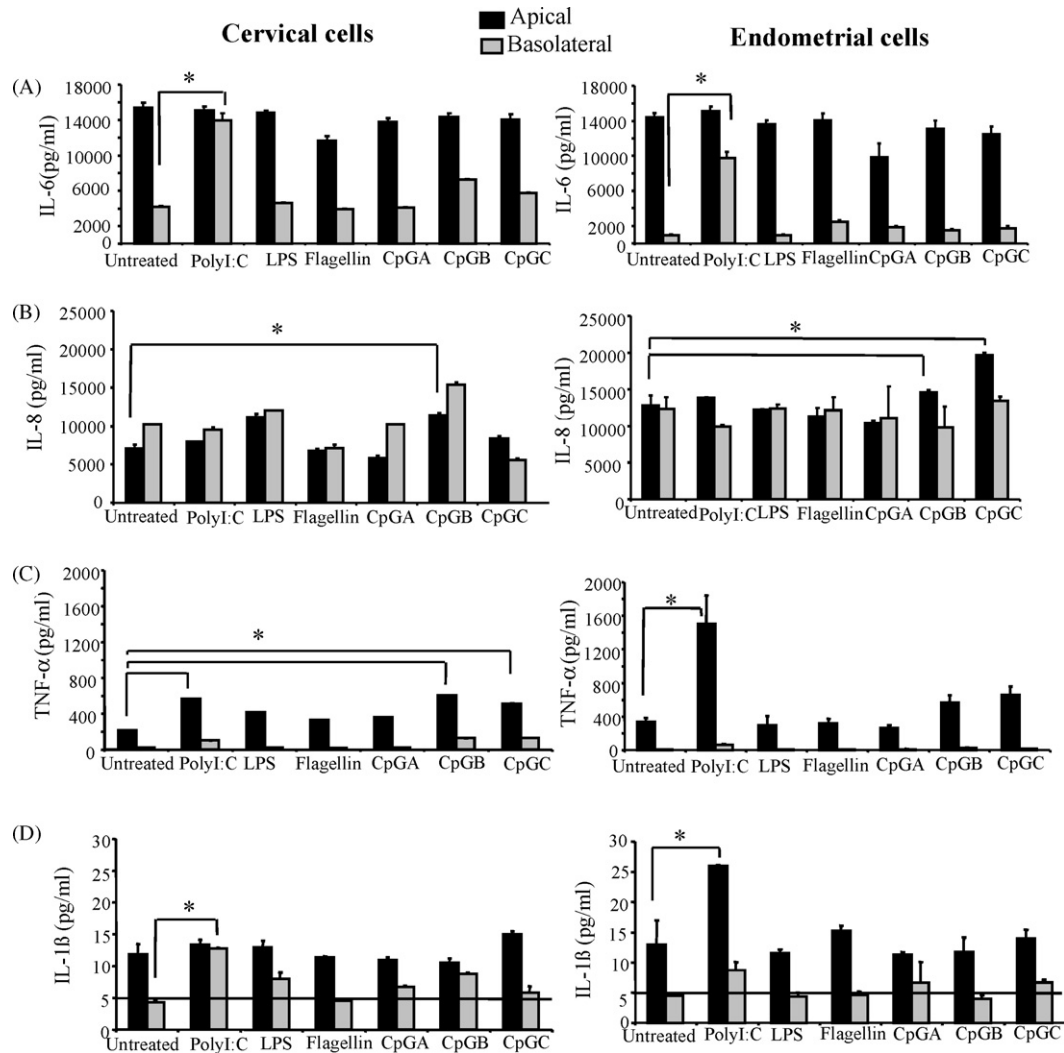 Cervical cells
Apical
Basolateral
Endometrial cells
(A)
IL-6(pg/ml)
18000
14000
10000
6000
2000
0
*
Untreated PolyI:C LPS Flagellin CpGA CpGB CpGC
IL-6 (pg/ml)
18000
14000
10000
6000
2000
0
*
Untreated PolyI:C LPS Flagellin CpGA CpGB CpGC
(B)
IL-8 (pg/ml)
25000
20000
15000
10000
5000
0
*
Untreated PolyI:C LPS Flagellin CpGA CpGB CpGC
IL-8 (pg/ml)
25000
20000
15000
10000
5000
0
*
Untreated PolyI:C LPS Flagellin CpGA CpGB CpGC
(C)
TNF-α (pg/ml)
2000
1600
1200
800
400
0
*
Untreated PolyI:C LPS Flagellin CpGA CpGB CpGC
TNF-α (pg/ml)
2000
1600
1200
800
400
0
*
Untreated PolyI:C LPS Flagellin CpGA CpGB CpGC
(D)
IL-1ß (pg/ml)
30
25
20
15
10
5
0
*
Untreated PolyI:C LPS Flagellin CpGA CpGB CpGC
IL-1ß (pg/ml)
30
25
20
15
10
5
0
*
Untreated PolyI:C LPS Flagellin CpGA CpGB CpGC